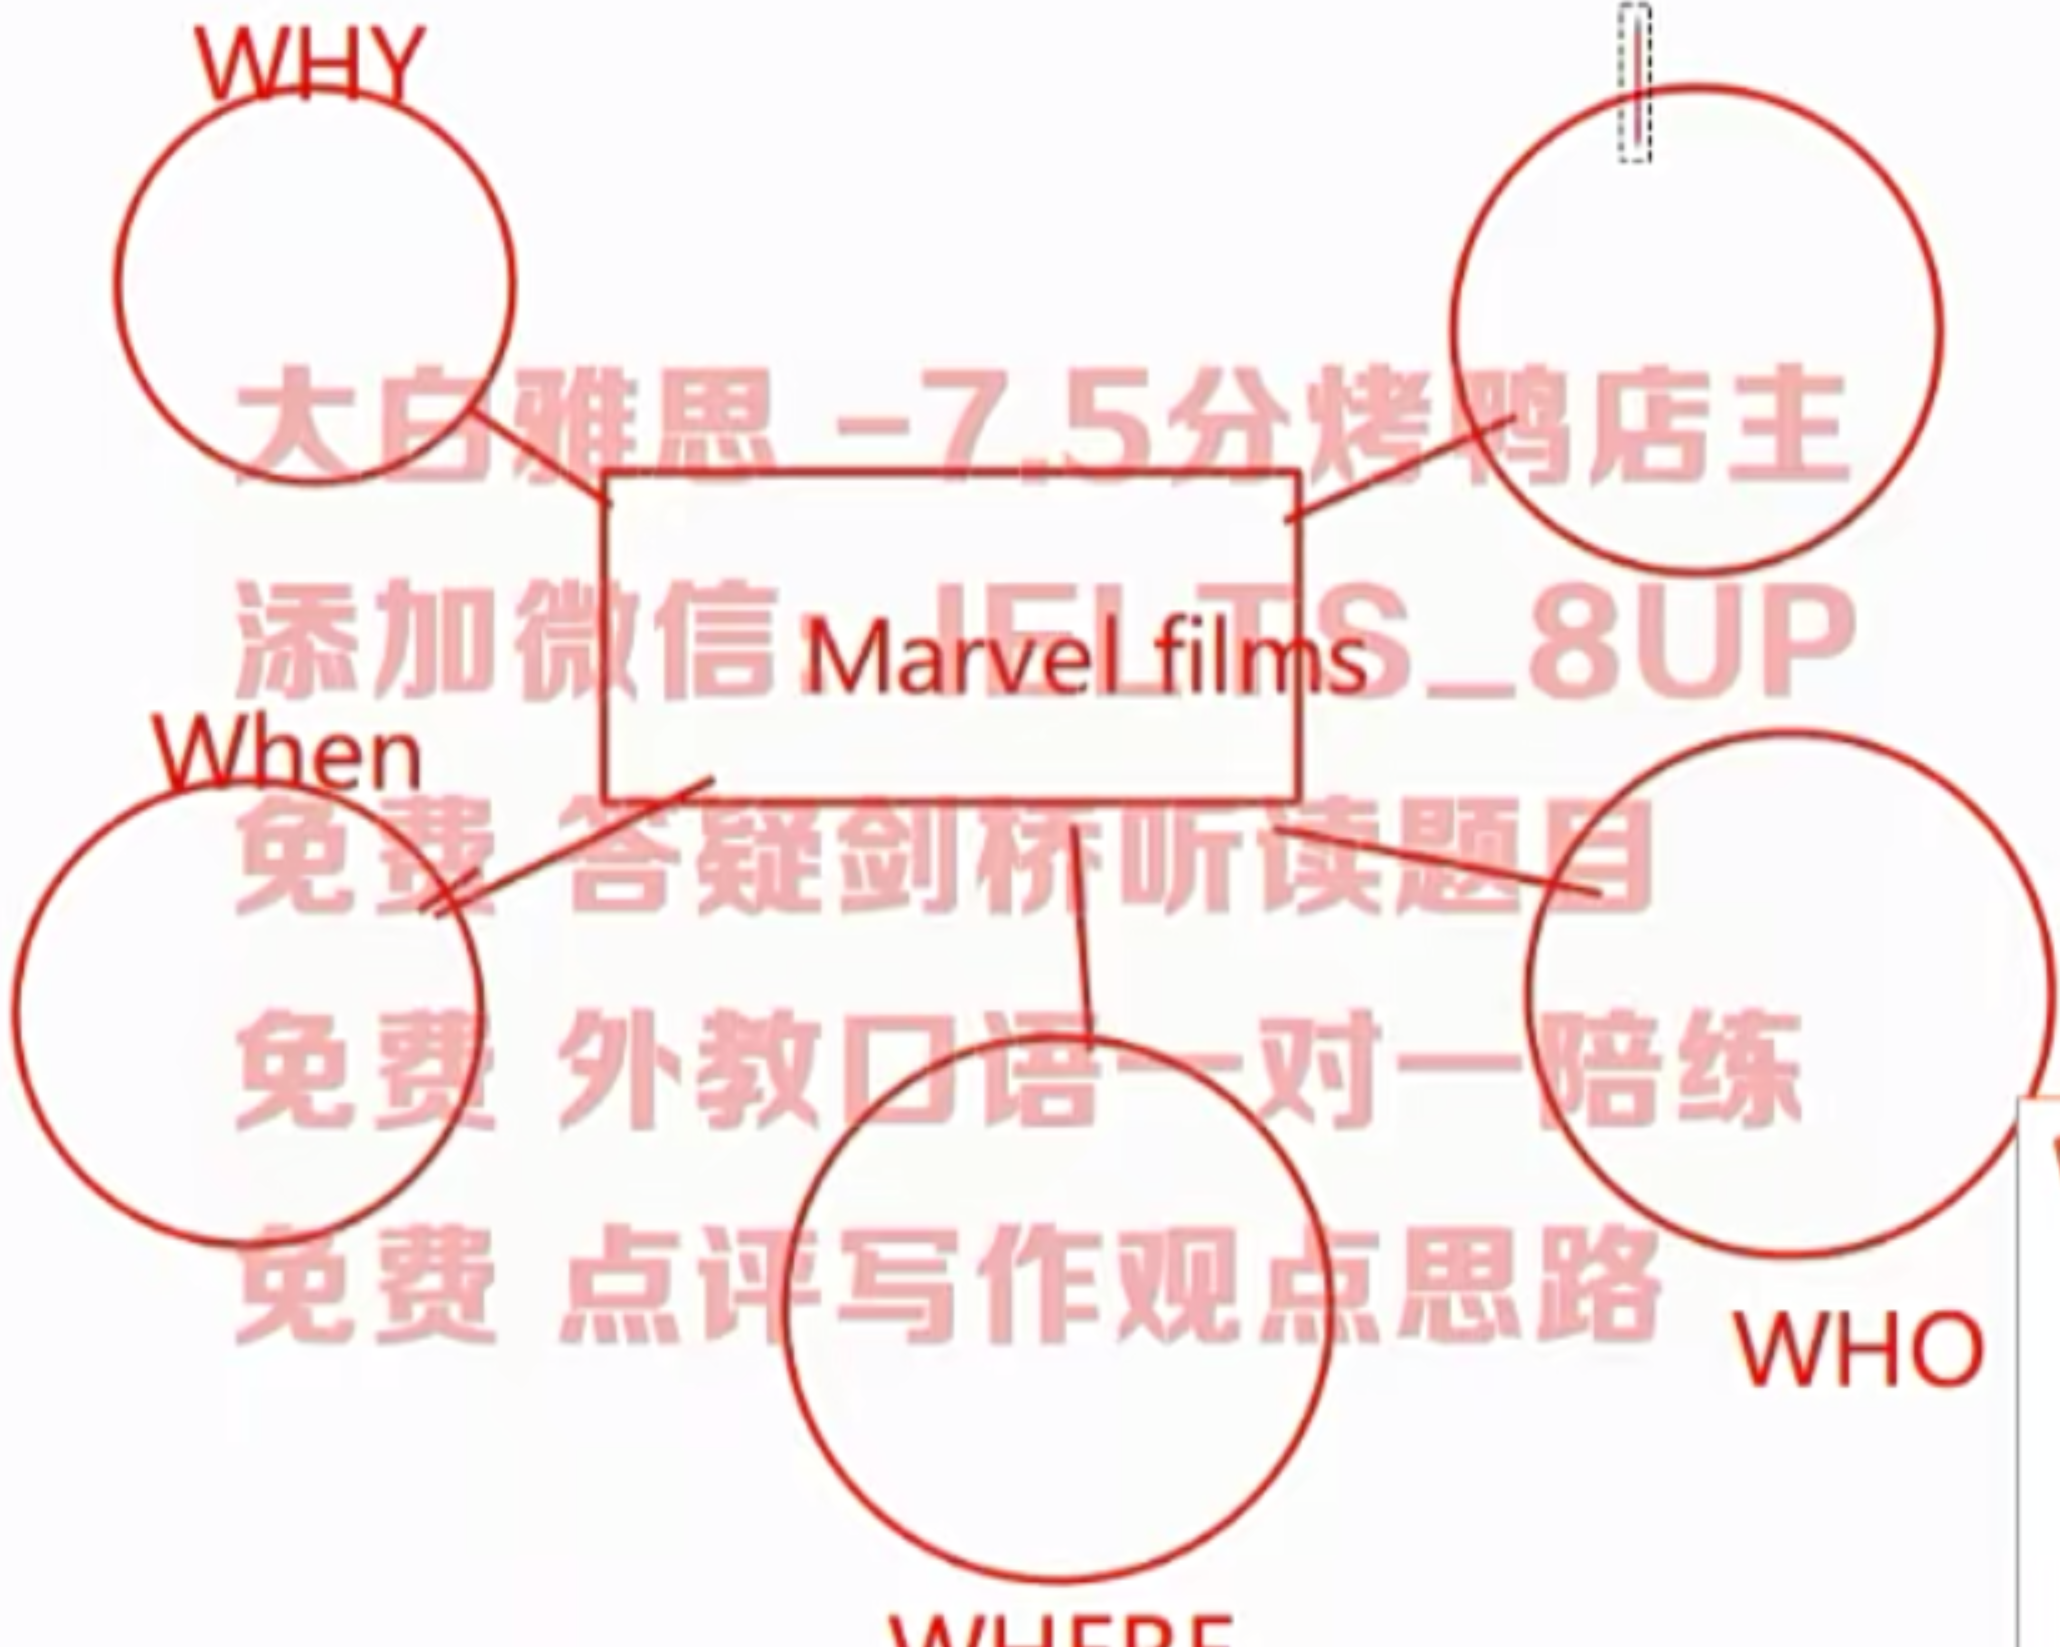 WHY
大白雅思 -7.5分烤鸭店主
添加微信：IELTS_8UP
Marvel films
When
免费 答疑剑桥听读题目
免费 外教口语一对一陪练
免费 点评写作观点思路
WHO
WHERE